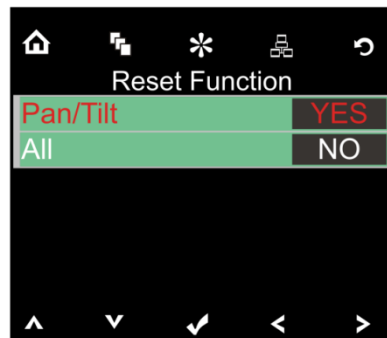 Reset Function
Pan/Tilt YES
All NO